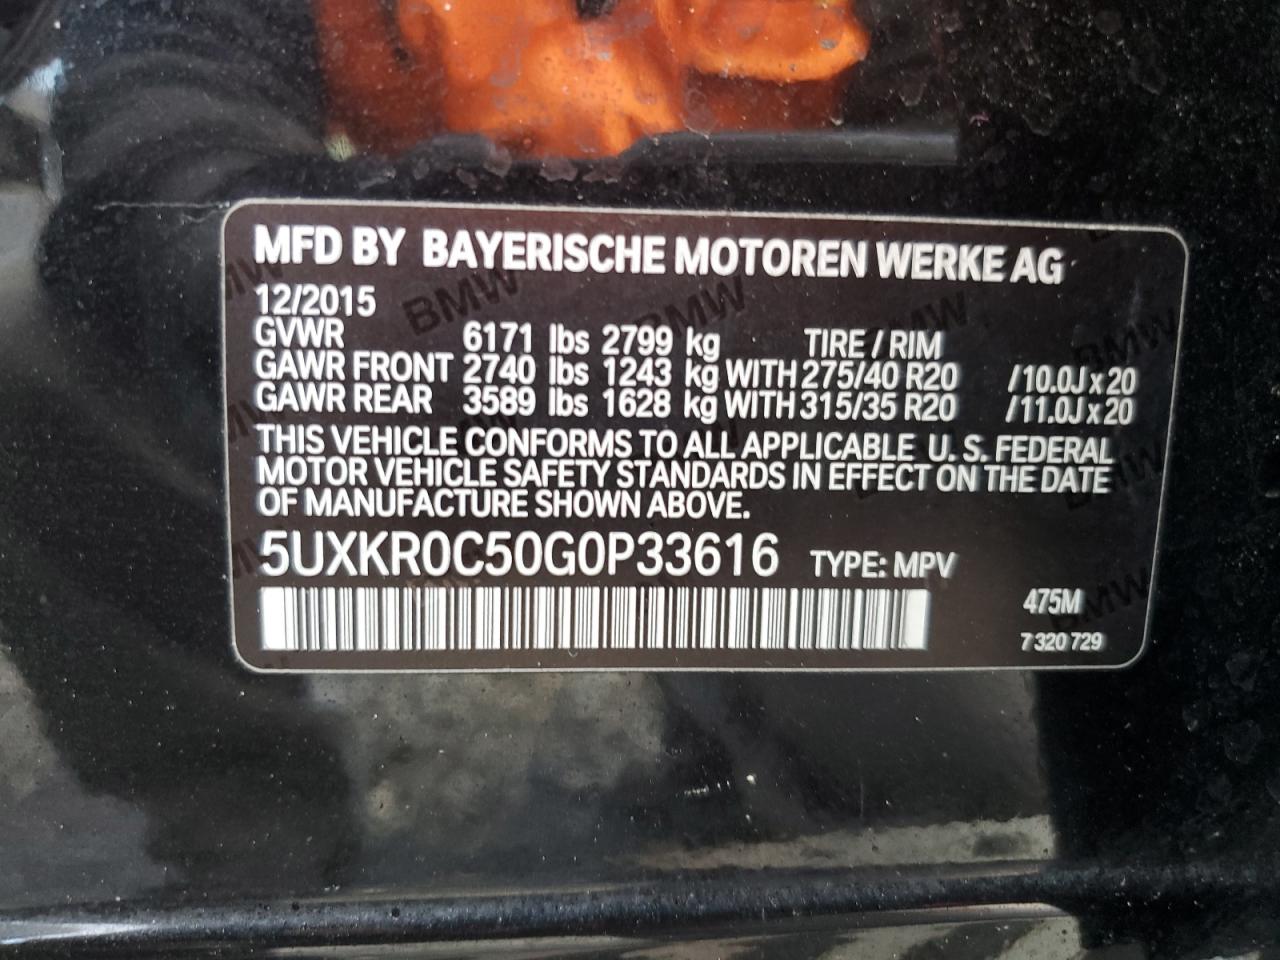 MFD BY BAYERISCHE MOTOREN WERKE AG
12/2015
GVWR 6171 lbs 2799 kg TIRE / RIM
GAWR FRONT 2740 lbs 1243 kg WITH 275/40 R20 /10.0J x 20
GAWR REAR 3589 lbs 1628 kg WITH 315/35 R20 /11.0J x 20
THIS VEHICLE CONFORMS TO ALL APPLICABLE U.S. FEDERAL
MOTOR VEHICLE SAFETY STANDARDS IN EFFECT ON THE DATE
OF MANUFACTURE SHOWN ABOVE.
5UXKR0C50G0P33616 TYPE: MPV
475M
7 320 729